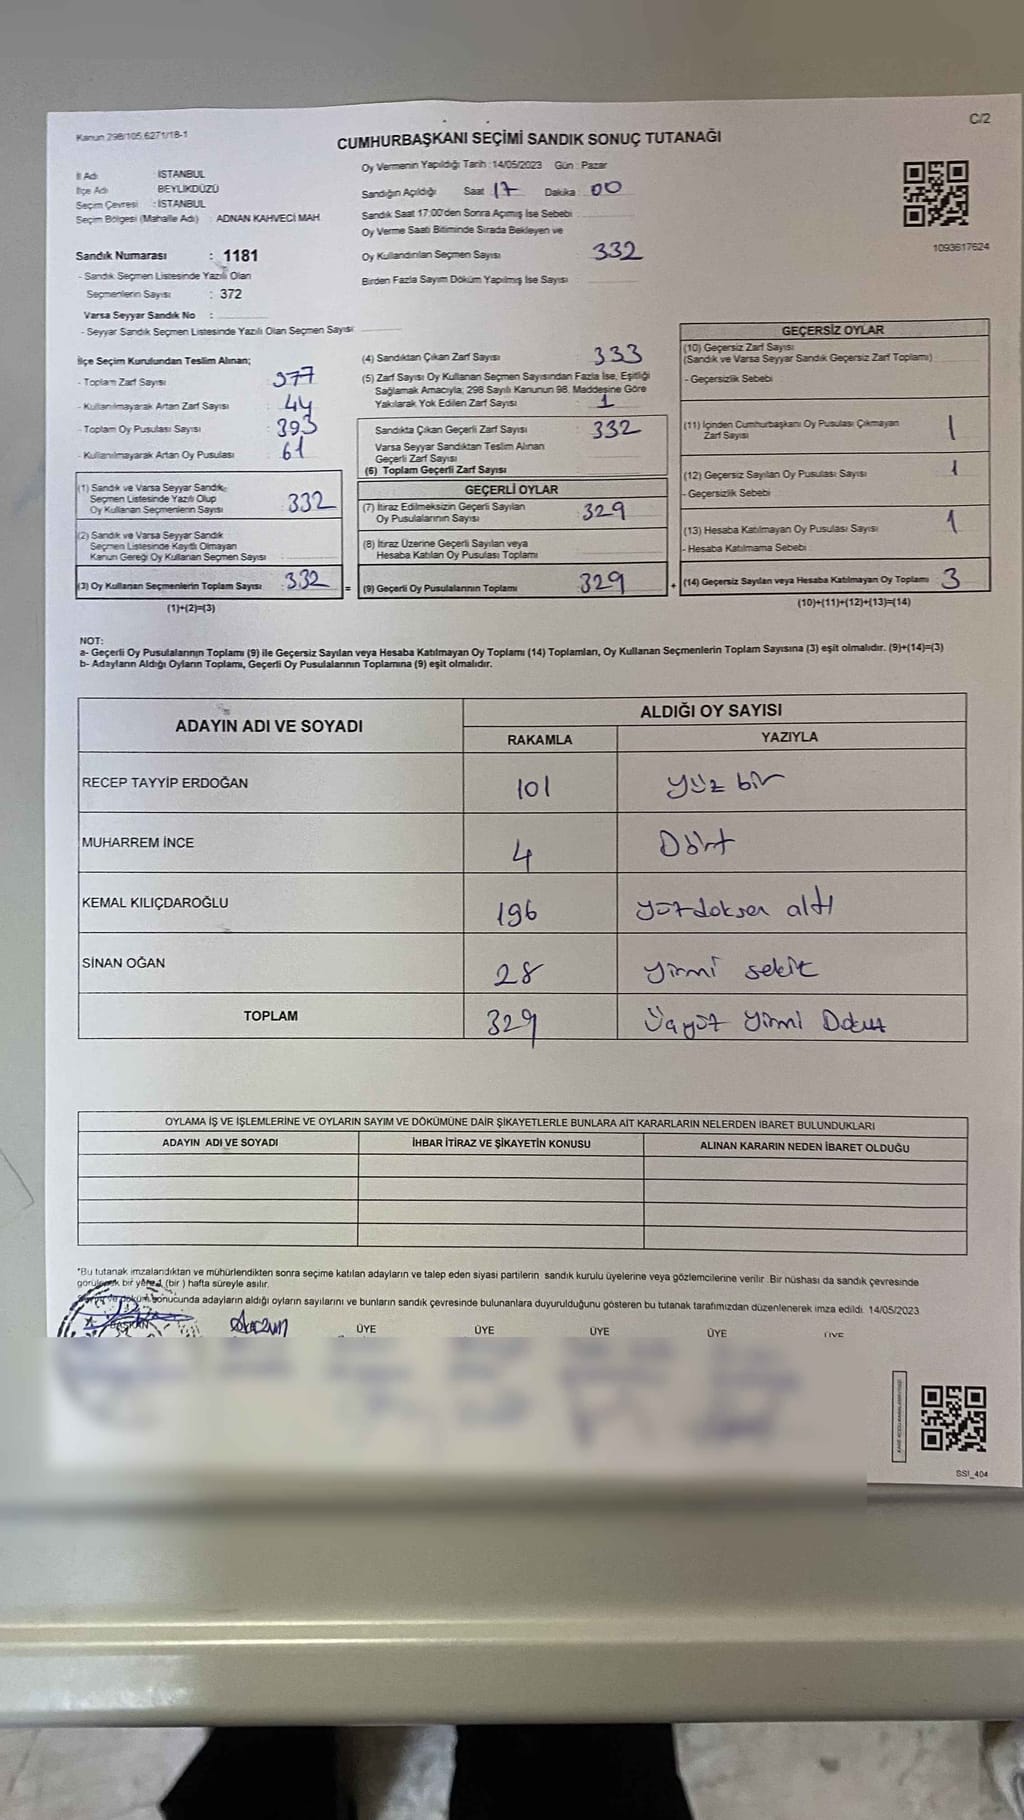 Kanun 298/105,6271/18-1
C/2
CUMHURBAŞKANI SEÇİMİ SANDIK SONUÇ TUTANAĞI
İl Adı : İSTANBUL
İlçe Adı : BEYLİKDÜZÜ
Seçim Çevresi : İSTANBUL
Seçim Bölgesi (Mahalle Adı) : ADNAN KAHVECİ MAH.
Sandık Numarası : 1181
- Sandık Seçmen Listesinde Yazılı Olan
Seçmenlerin Sayısı : 372
Varsa Seyyar Sandık No :
- Seyyar Sandık Seçmen Listesinde Yazılı Olan Seçmen Sayısı
Oy Vermenin Yapıldığı Tarih :14/05/2023 Gün : Pazar
Sandığın Açıldığı Saat 17 Dakika 00
Sandık Saat 17:00'den Sonra Açımış İse Sebebi
Oy Verme Saati Bitiminde Sırada Bekleyen ve
Oy Kullandırılan Seçmen Sayısı 332
Birden Fazla Sayım Döküm Yapılmış İse Sayısı
1093617624
İlçe Seçim Kurulundan Teslim Alınan;
- Toplam Zarf Sayısı 377
- Kullanılmayarak Artan Zarf Sayısı 44
- Toplam Oy Pusulası Sayısı 393
- Kullanılmayarak Artan Oy Pusulası 61
(1) Sandık ve Varsa Seyyar Sandık
Seçmen Listesinde Yazılı Olup
Oy Kullanan Seçmenlerin Sayısı 332
(2) Sandık ve Varsa Seyyar Sandık
Seçmen Listesinde Kayıtlı Olmayan
Kanun Gereği Oy Kullanan Seçmen Sayısı
(3) Oy Kullanan Seçmenlerin Toplam Sayısı 332 =
(1)+(2)=(3)
(4) Sandıktan Çıkan Zarf Sayısı 333
(5) Zarf Sayısı Oy Kullanan Seçmen Sayısından Fazla İse, Eşitliği
Sağlamak Amacıyla; 298 Sayılı Kanunun 98. Maddesine Göre
Yakılarak Yok Edilen Zarf Sayısı 1
Sandıkta Çıkan Geçerli Zarf Sayısı 332
Varsa Seyyar Sandıktan Teslim Alınan
Geçerli Zarf Sayısı
(6) Toplam Geçerli Zarf Sayısı
GEÇERLİ OYLAR
(7) İtiraz Edilmeksizin Geçerli Sayılan
Oy Pusulalarının Sayısı 329
(8) İtiraz Üzerine Geçerli Sayılan veya
Hesaba Katılan Oy Pusulası Toplamı
(9) Geçerli Oy Pusulalarının Toplamı 329 +
GEÇERSİZ OYLAR
(10) Geçersiz Zarf Sayısı
(Sandık ve Varsa Seyyar Sandık Geçersiz Zarf Toplamı)
- Geçersizlik Sebebi
(11) İçinden Cumhurbaşkanı Oy Pusulası Çıkmayan
Zarf Sayısı 1
(12) Geçersiz Sayılan Oy Pusulası Sayısı 1
- Geçersizlik Sebebi
(13) Hesaba Katılmayan Oy Pusulası Sayısı 1
- Hesaba Katılmama Sebebi
(14) Geçersiz Sayılan veya Hesaba Katılmayan Oy Toplamı 3
(10)+(11)+(12)+(13)=(14)
NOT:
a- Geçerli Oy Pusulalarının Toplamı (9) ile Geçersiz Sayılan veya Hesaba Katılmayan Oy Toplamı (14) Toplamları, Oy Kullanan Seçmenlerin Toplam Sayısına (3) eşit olmalıdır. (9)+(14)=(3)
b- Adayların Aldığı Oyların Toplamı, Geçerli Oy Pusulalarının Toplamına (9) eşit olmalıdır.
ADAYIN ADI VE SOYADI
ALDIĞI OY SAYISI
RAKAMLA YAZIYLA
RECEP TAYYİP ERDOĞAN 101 yüz bir
MUHARREM İNCE 4 Dört
KEMAL KILIÇDAROĞLU 196 yüzdoksan altı
SİNAN OĞAN 28 yirmi sekiz
TOPLAM 329 Üçyüz yirmi Dokuz
OYLAMA İŞ VE İŞLEMLERİNE VE OYLARIN SAYIM VE DÖKÜMÜNE DAİR ŞİKAYETLERLE BUNLARA AİT KARARLARIN NELERDEN İBARET BULUNDUKLARI
ADAYIN ADI VE SOYADI İHBAR İTİRAZ VE ŞİKAYETİN KONUSU ALINAN KARARIN NEDEN İBARET OLDUĞU
*Bu tutanak imzalandıktan ve mühürlendikten sonra seçime katılan adayların ve talep eden siyasi partilerin sandık kurulu üyelerine veya gözlemcilerine verilir. Bir nüshası da sandık çevresinde
görülecek bir yere 1 (bir ) hafta süreyle asılır.
Sayım ve döküm sonucunda adayların aldığı oyların sayılarını ve bunların sandık çevresinde bulunanlara duyurulduğunu gösteren bu tutanak tarafımızdan düzenlenerek imza edildi. 14/05/2023
BAŞKAN ÜYE ÜYE ÜYE ÜYE ÜYE
SSI_404